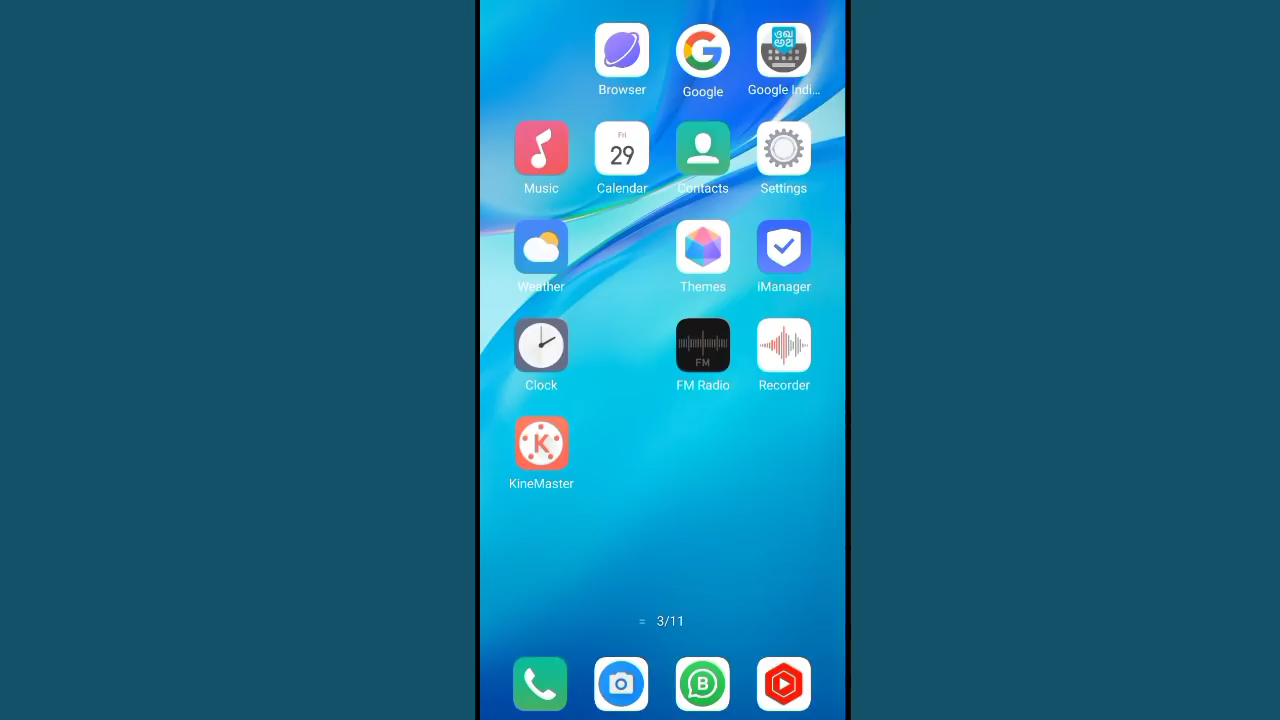 Browser
Google
Google Indi...
Music
Fri
29
Calendar
Contacts
Settings
Weather
Themes
iManager
Clock
FM
FM Radio
Recorder
K
KineMaster
= 3/11
B